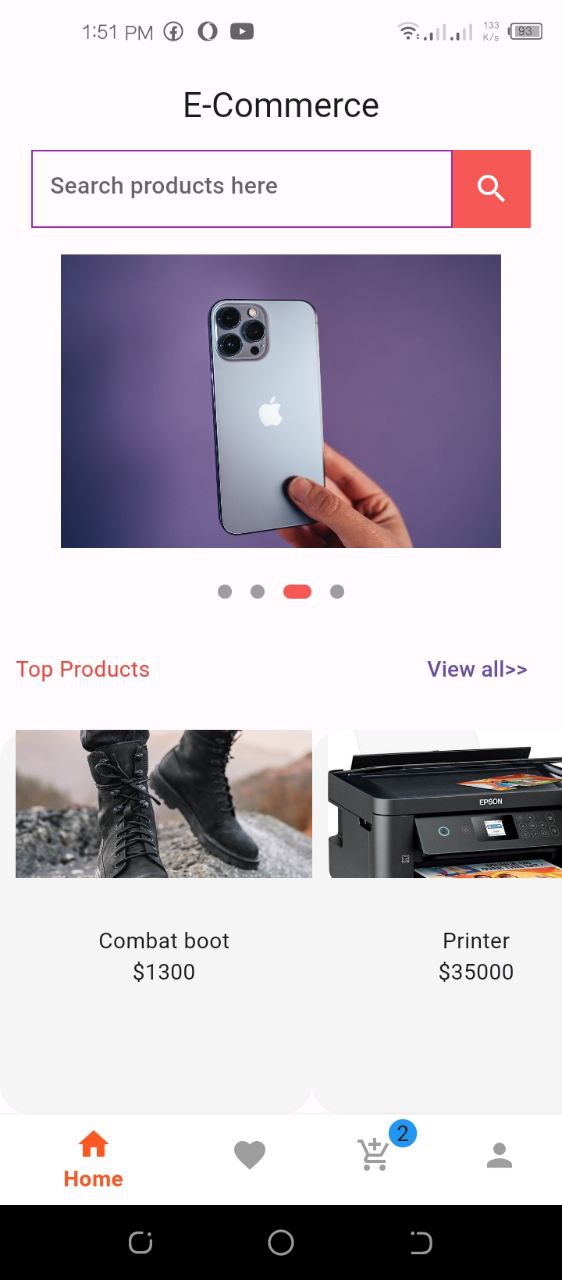 1:51 PM
133
K/s
93
E-Commerce
Search products here
Top Products
View all>>
EPSON
Combat boot
$1300
Printer
$35000
2
Home